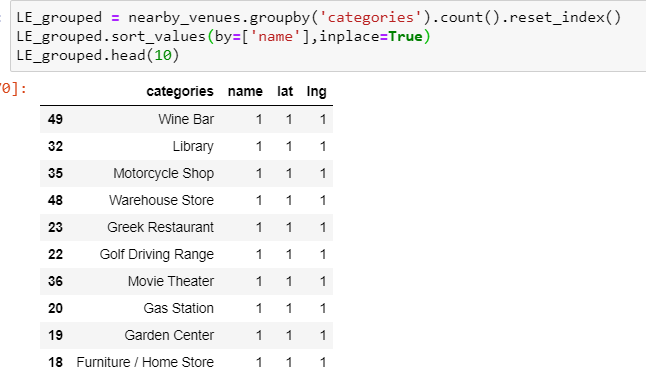 LE_grouped = nearby_venues.groupby('categories').count().reset_index()
LE_grouped.sort_values(by=['name'],inplace=True)
LE_grouped.head(10)
0]:
categories name lat lng
49 Wine Bar 1 1 1
32 Library 1 1 1
35 Motorcycle Shop 1 1 1
48 Warehouse Store 1 1 1
23 Greek Restaurant 1 1 1
22 Golf Driving Range 1 1 1
36 Movie Theater 1 1 1
20 Gas Station 1 1 1
19 Garden Center 1 1 1
18 Furniture / Home Store 1 1 1